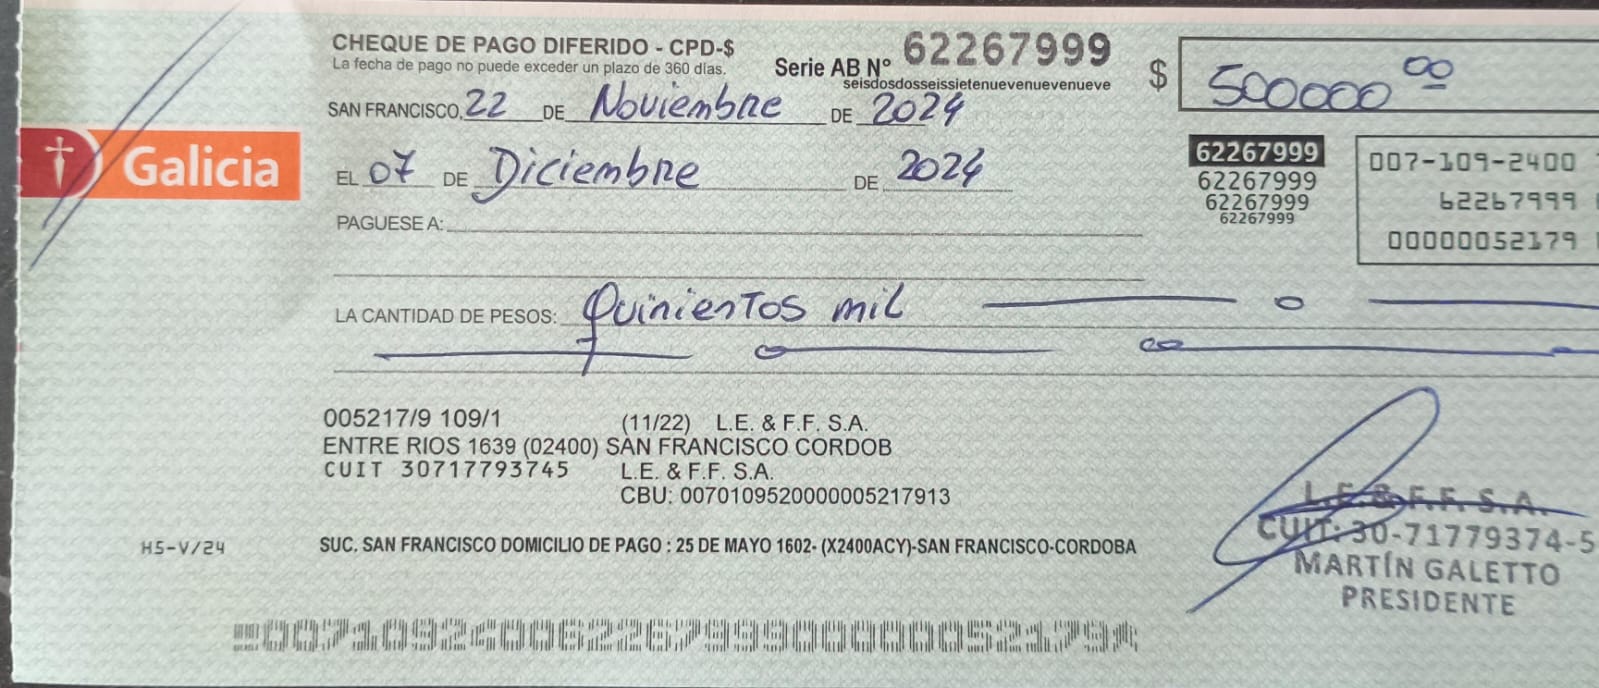 CHEQUE DE PAGO DIFERIDO - CPD-$
La fecha de pago no puede exceder un plazo de 360 días.
Serie AB N° 62267999
seisdosdosseissietenuevenuevenueve
$ 500000 00
SAN FRANCISCO, 22 DE Noviembre DE 2024
Galicia
EL 07 DE Diciembre DE 2024
62267999
62267999
62267999
62267999
007-109-2400
62267999
00000052179
PAGUESE A:
LA CANTIDAD DE PESOS: Quinientos mil
005217/9 109/1 (11/22) L.E. & F.F. S.A.
ENTRE RIOS 1639 (02400) SAN FRANCISCO CORDOB
CUIT 30717793745 L.E. & F.F. S.A.
CBU: 0070109520000005217913
L.E. & F.F. S.A.
CUIT: 30-71779374-5
MARTÍN GALETTO
PRESIDENTE
HS-V/24
SUC. SAN FRANCISCO DOMICILIO DE PAGO : 25 DE MAYO 1602- (X2400ACY)-SAN FRANCISCO-CORDOBA